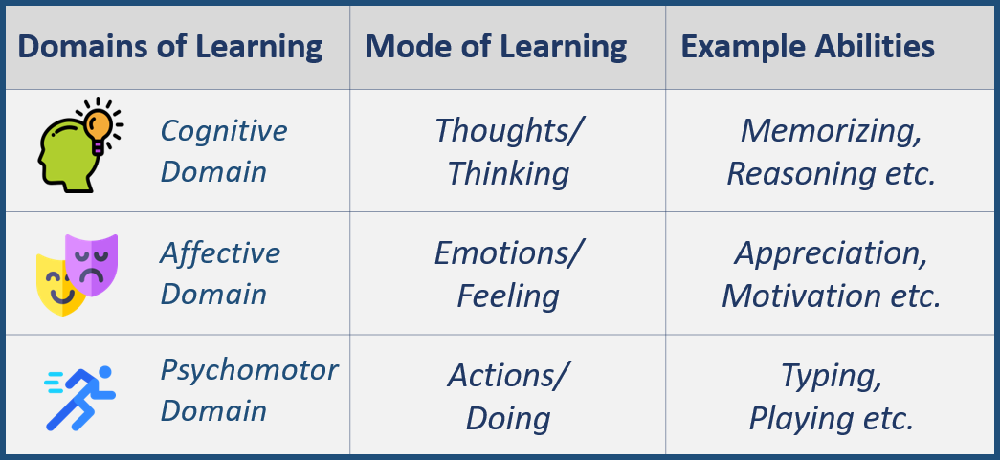 Domains of Learning
Mode of Learning
Example Abilities
Cognitive
Domain
Thoughts/
Thinking
Memorizing,
Reasoning etc.
Affective
Domain
Emotions/
Feeling
Appreciation,
Motivation etc.
Psychomotor
Domain
Actions/
Doing
Typing,
Playing etc.